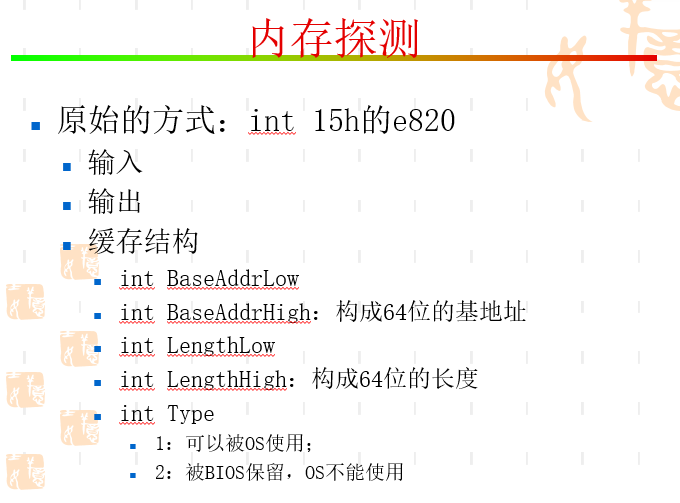 内存探测
原始的方式：int 15h的e820
输入
输出
缓存结构
int BaseAddrLow
int BaseAddrHigh：构成64位的基地址
int LengthLow
int LengthHigh：构成64位的长度
int Type
1：可以被OS使用；
2：被BIOS保留，OS不能使用